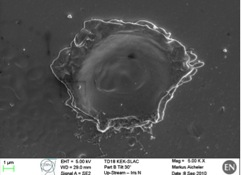 1 µm
EHT = 5.00 kV
WD = 29.0 mm
Signal A = SE2
TD18 KEK-SLAC
Part B Tilt 30°
Up-Stream - Iris N
Mag = 5.00 K X
Markus Aicheler
Date :8 Sep 2010
EN